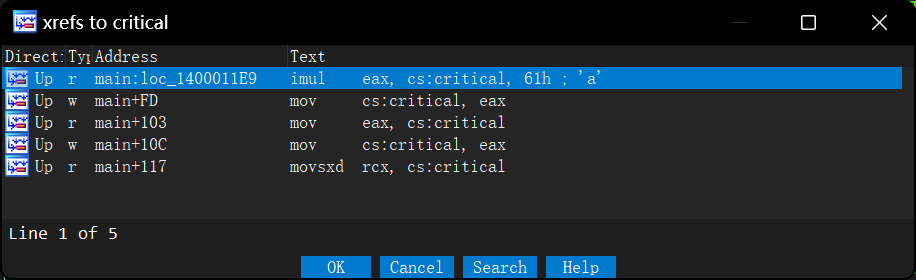 xrefs to critical
Direct: Typ Address Text
Up r main:loc_1400011E9 imul eax, cs:critical, 61h ; 'a'
Up w main+FD mov cs:critical, eax
Up r main+103 mov eax, cs:critical
Up w main+10C mov cs:critical, eax
Up r main+117 movsxd rcx, cs:critical
Line 1 of 5
OK Cancel Search Help